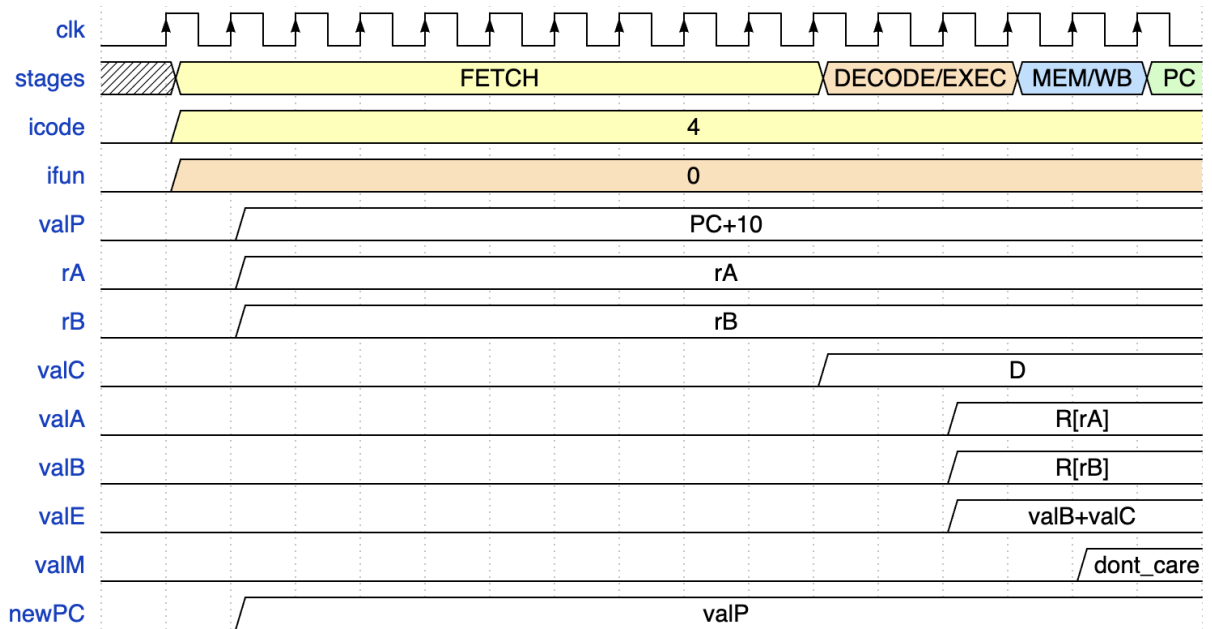 clk
stages FETCH DECODE/EXEC MEM/WB PC
icode 4
ifun 0
valP PC+10
rA rA
rB rB
valC D
valA R[rA]
valB R[rB]
valE valB+valC
valM dont_care
newPC valP